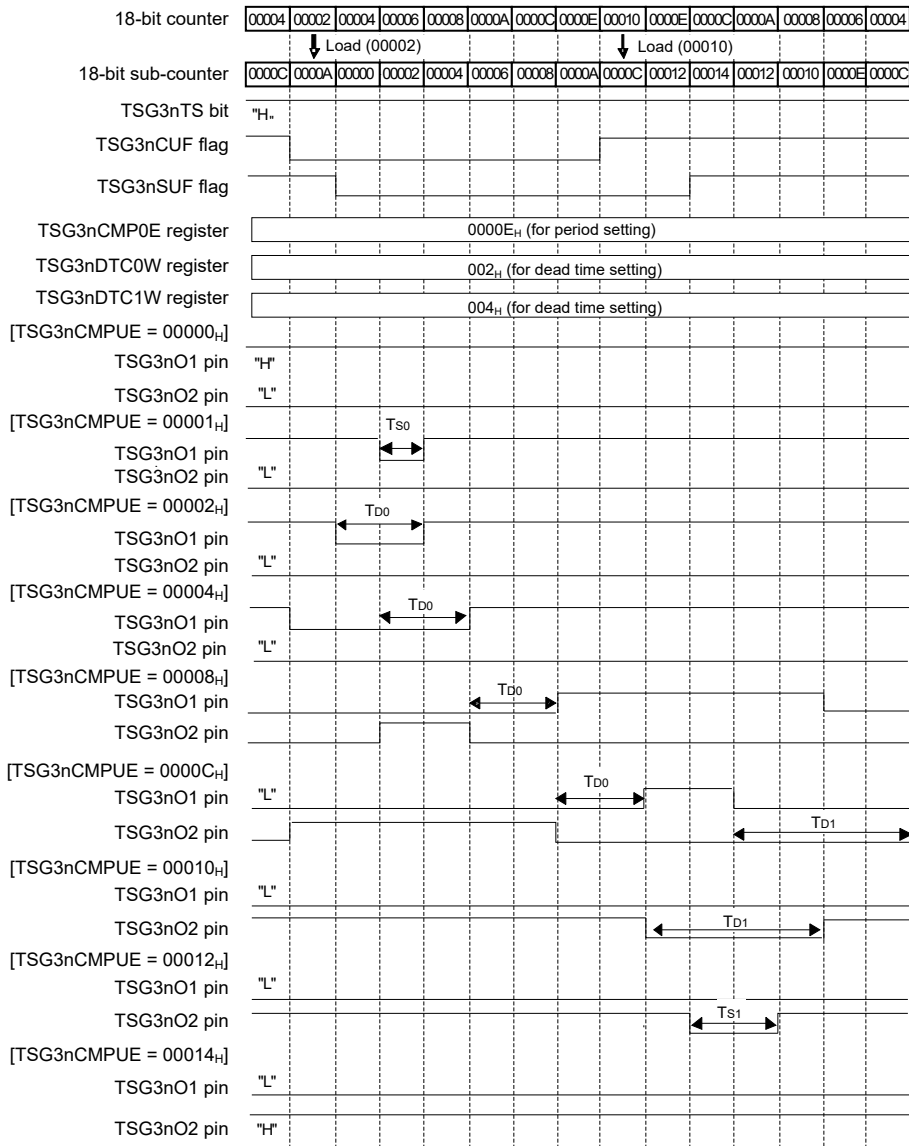 18-bit counter 00004 00002 00004 00006 00008 0000A 0000C 0000E 00010 0000E 0000C 0000A 00008 00006 00004
Load (00002) Load (00010)
18-bit sub-counter 0000C 0000A 00000 00002 00004 00006 00008 0000A 0000C 00012 00014 00012 00010 0000E 0000C
TSG3nTS bit "H"
TSG3nCUF flag
TSG3nSUF flag
TSG3nCMP0E register 0000EH (for period setting)
TSG3nDTC0W register 002H (for dead time setting)
TSG3nDTC1W register 004H (for dead time setting)
[TSG3nCMPUE = 00000H]
TSG3nO1 pin "H"
TSG3nO2 pin "L"
[TSG3nCMPUE = 00001H] TS0
TSG3nO1 pin
TSG3nO2 pin "L"
[TSG3nCMPUE = 00002H] TD0
TSG3nO1 pin
TSG3nO2 pin "L"
[TSG3nCMPUE = 00004H] TD0
TSG3nO1 pin
TSG3nO2 pin "L"
[TSG3nCMPUE = 00008H]
TSG3nO1 pin TD0
TSG3nO2 pin
[TSG3nCMPUE = 0000CH]
TSG3nO1 pin "L" TD0
TSG3nO2 pin TD1
[TSG3nCMPUE = 00010H]
TSG3nO1 pin "L"
TSG3nO2 pin TD1
[TSG3nCMPUE = 00012H]
TSG3nO1 pin "L"
TSG3nO2 pin TS1
[TSG3nCMPUE = 00014H]
TSG3nO1 pin "L"
TSG3nO2 pin "H"